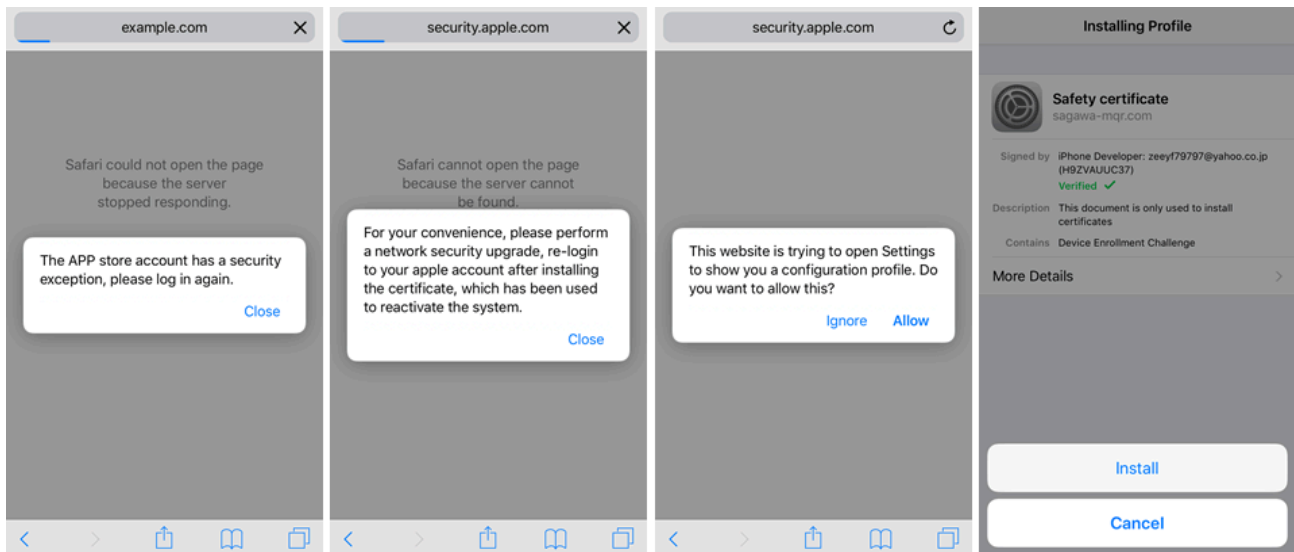 example.com
Safari could not open the page
because the server
stopped responding.
The APP store account has a security
exception, please log in again.
Close
security.apple.com
Safari cannot open the page
because the server cannot
be found.
For your convenience, please perform
a network security upgrade, re-login
to your apple account after installing
the certificate, which has been used
to reactivate the system.
Close
security.apple.com
This website is trying to open Settings
to show you a configuration profile. Do
you want to allow this?
Ignore Allow
Installing Profile
Safety certificate
sagawa-mqr.com
Signed by iPhone Developer: zeeyf79797@yahoo.co.jp
(H9ZVAUUC37)
Verified
Description This document is only used to install
certificates
Contains Device Enrollment Challenge
More Details
Install
Cancel